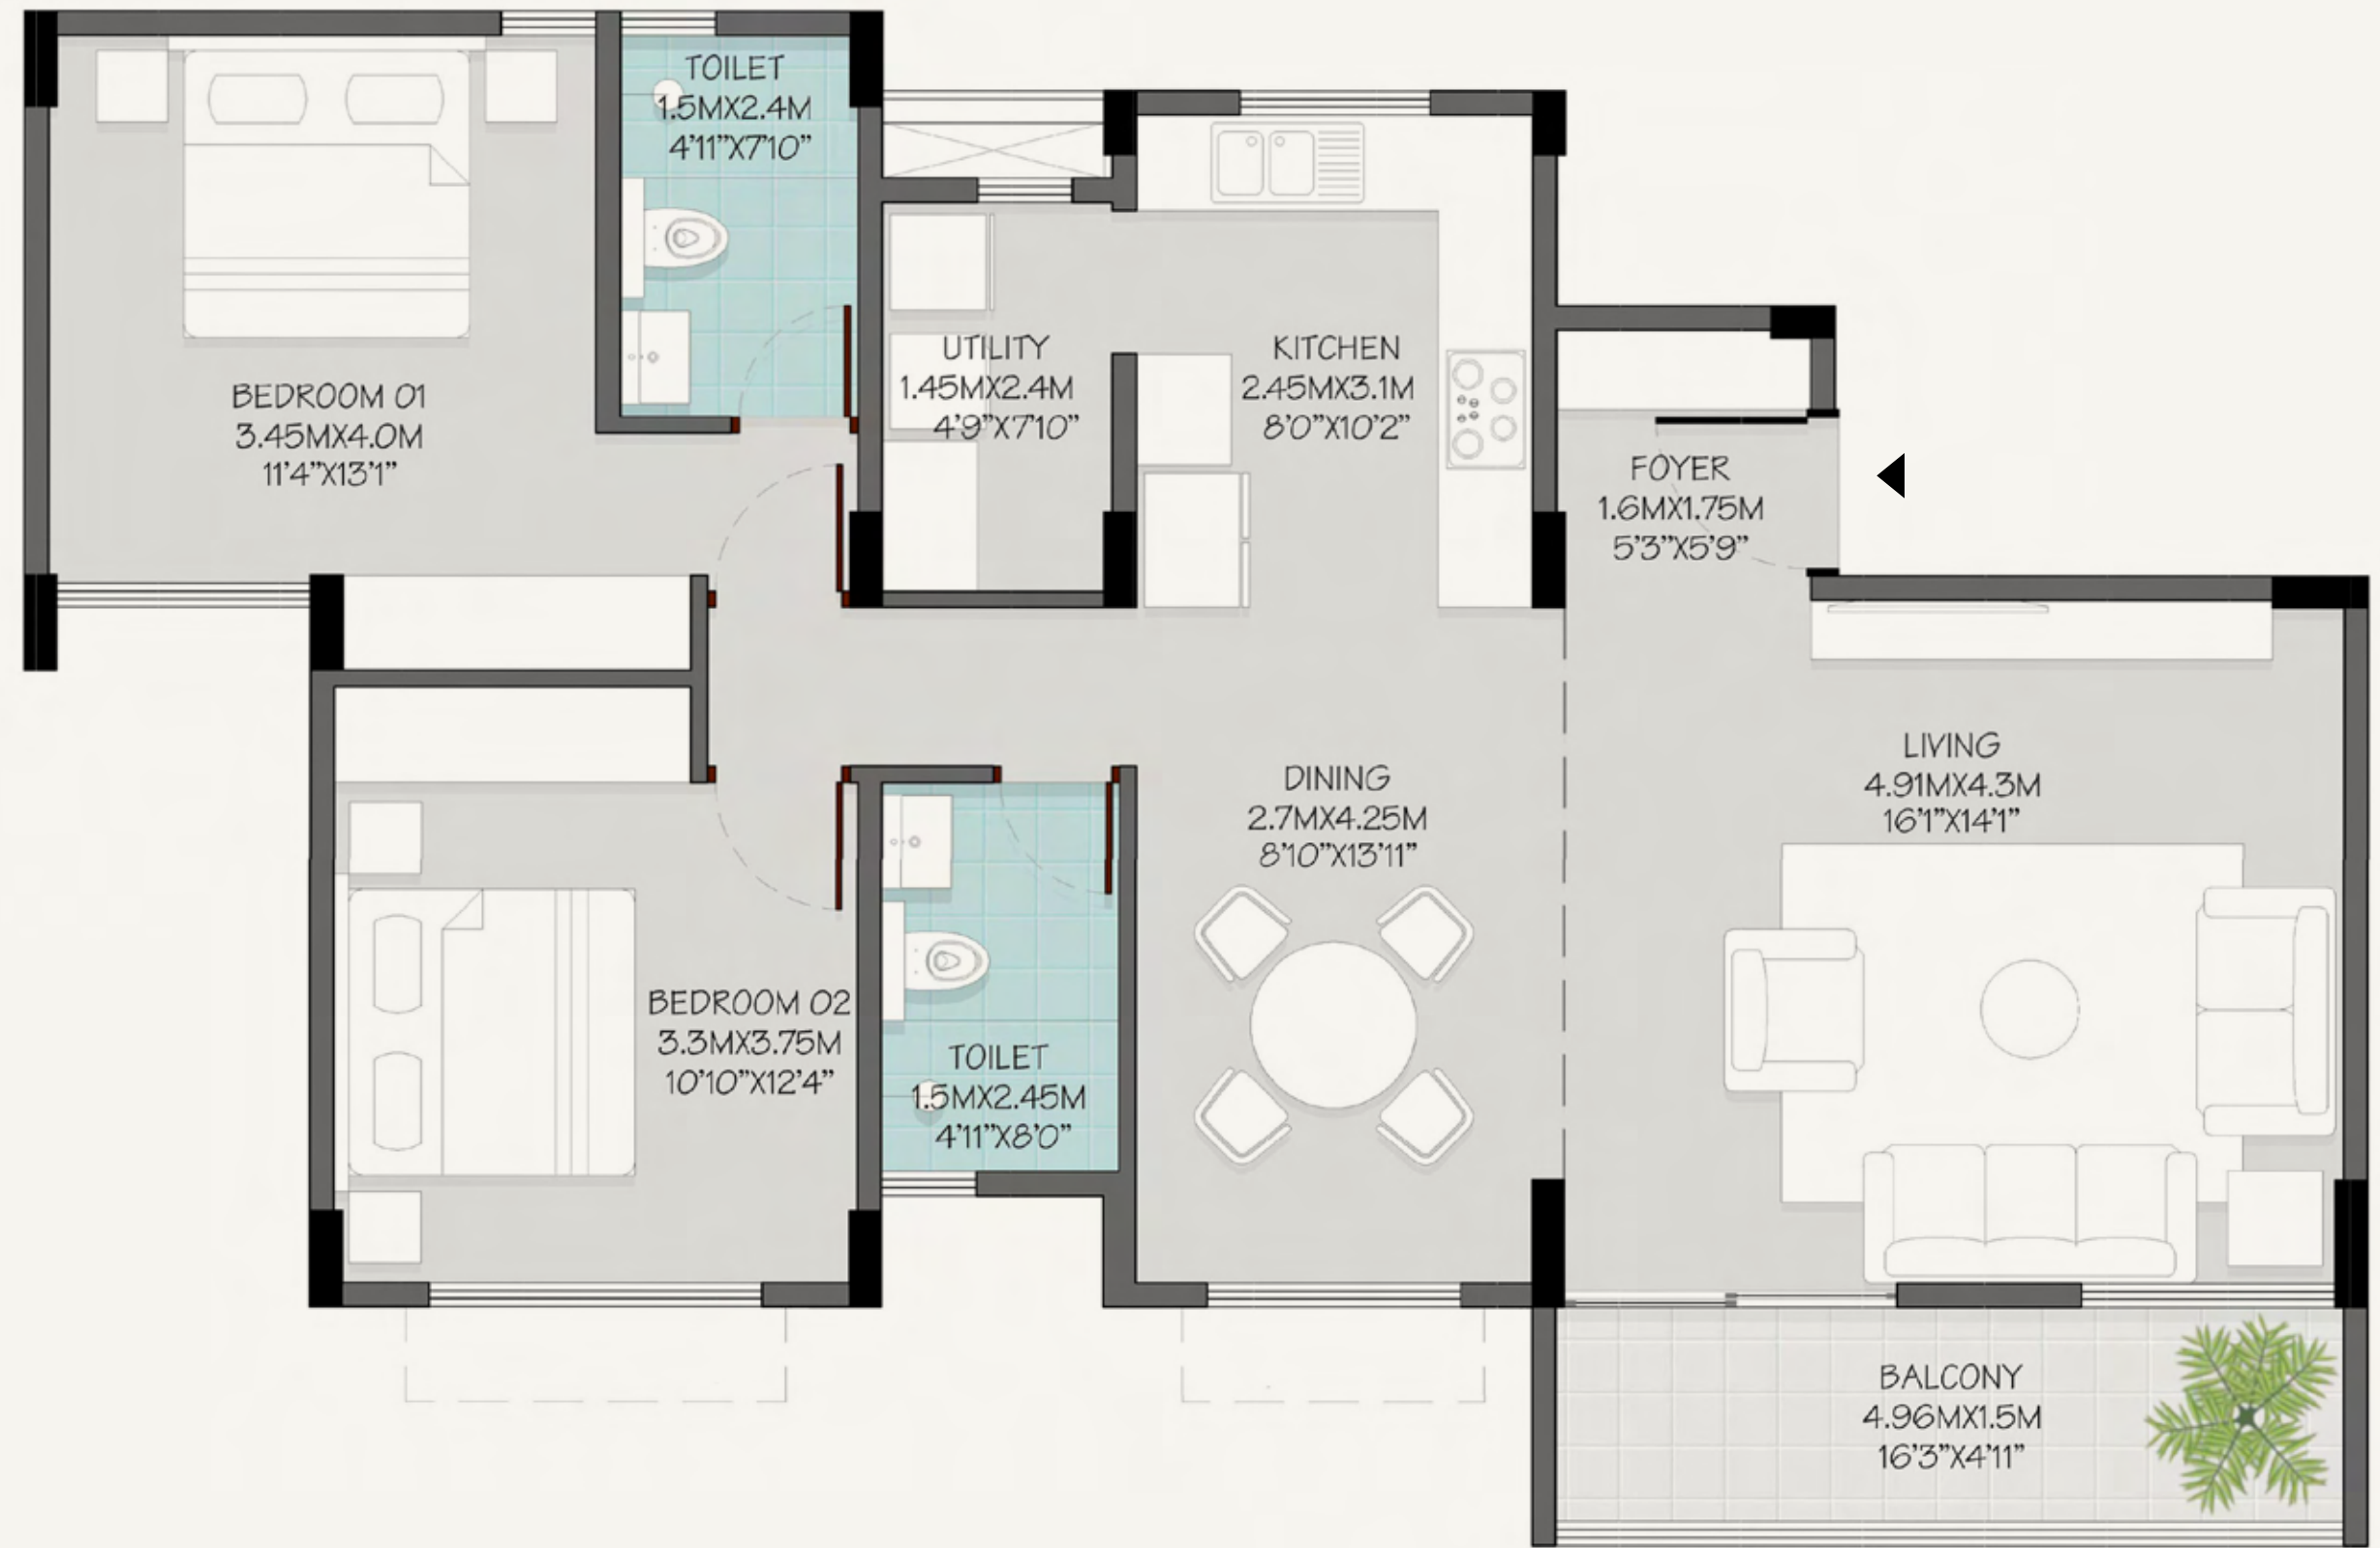 TOILET
1.5MX2.4M
4'11"X7'10"
BEDROOM 01
3.45MX4.0M
11'4"X13'1"
UTILITY
1.45MX2.4M
4'9"X7'10"
KITCHEN
2.45MX3.1M
8'0"X10'2"
FOYER
1.6MX1.75M
5'3"X5'9"
LIVING
4.91MX4.3M
16'1"X14'1"
DINING
2.7MX4.25M
8'10"X13'11"
BEDROOM 02
3.3MX3.75M
10'10"X12'4"
TOILET
1.5MX2.45M
4'11"X8'0"
BALCONY
4.96MX1.5M
16'3"X4'11"